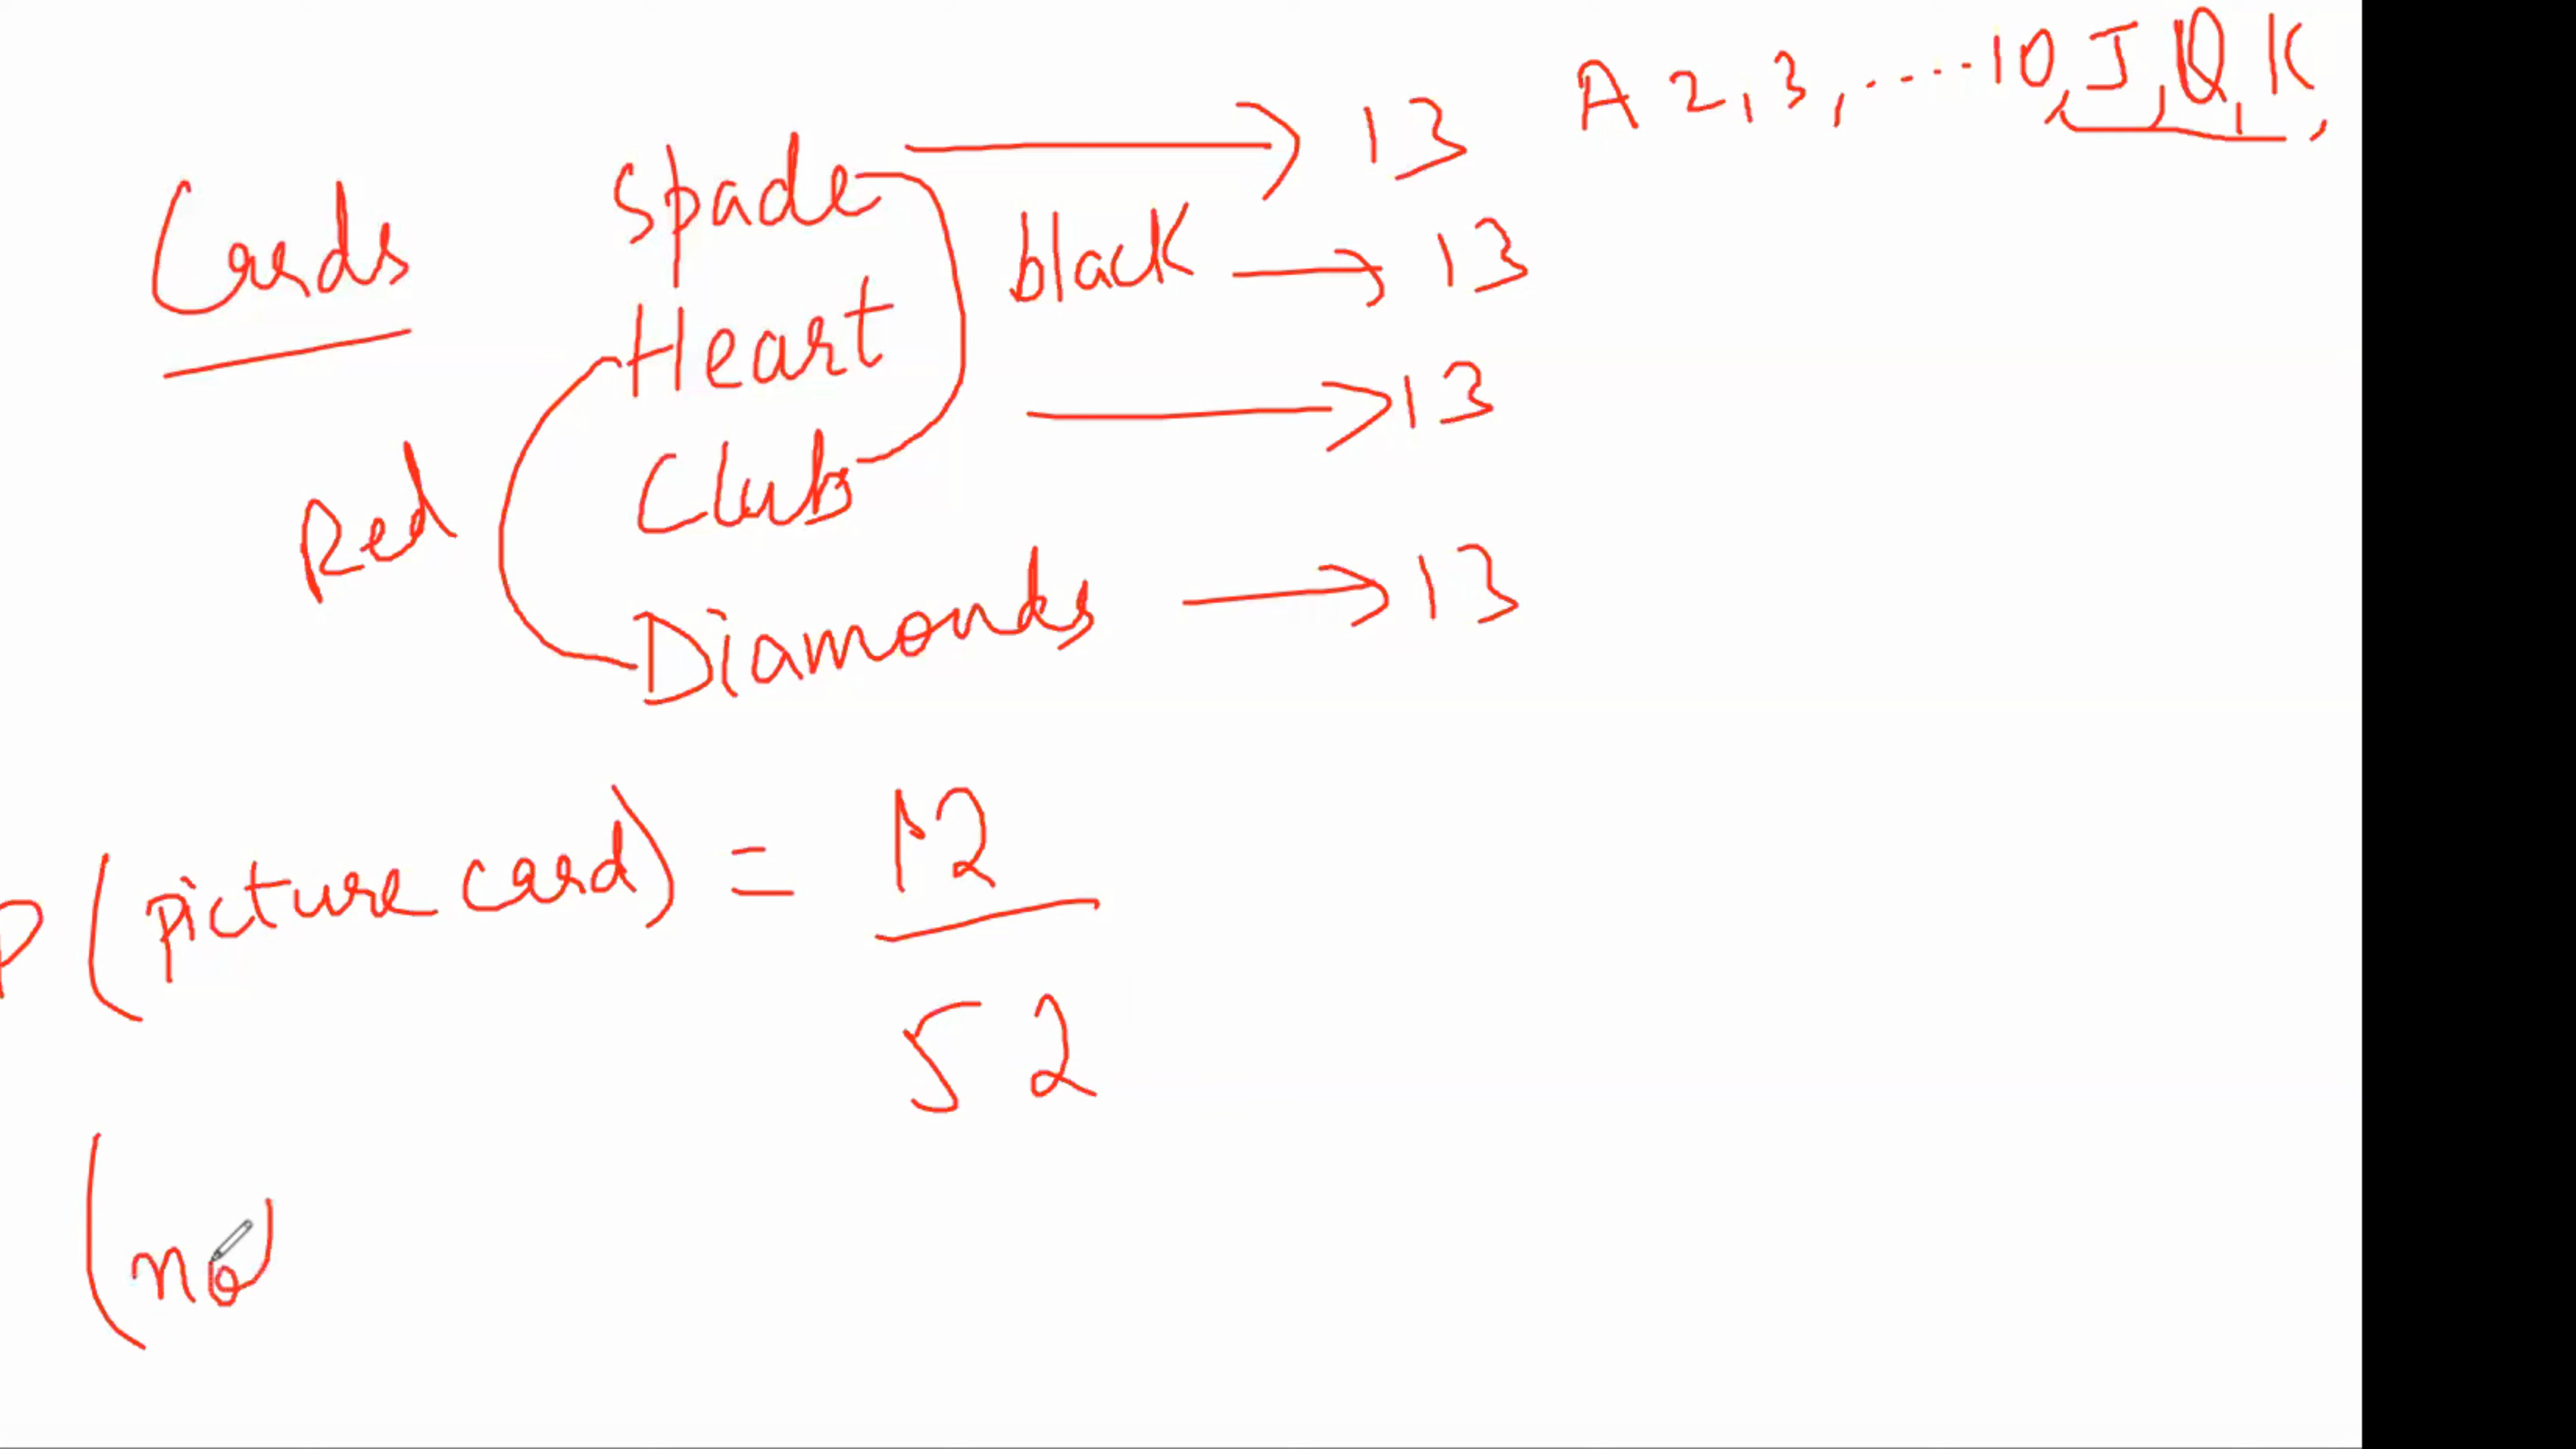 Cards
Spade → 13 A 2, 3, ....10, J, Q, K,
black → 13
Heart
→ 13
Red
Club
Diamonds → 13
P (picture card) = 12
52
(no)